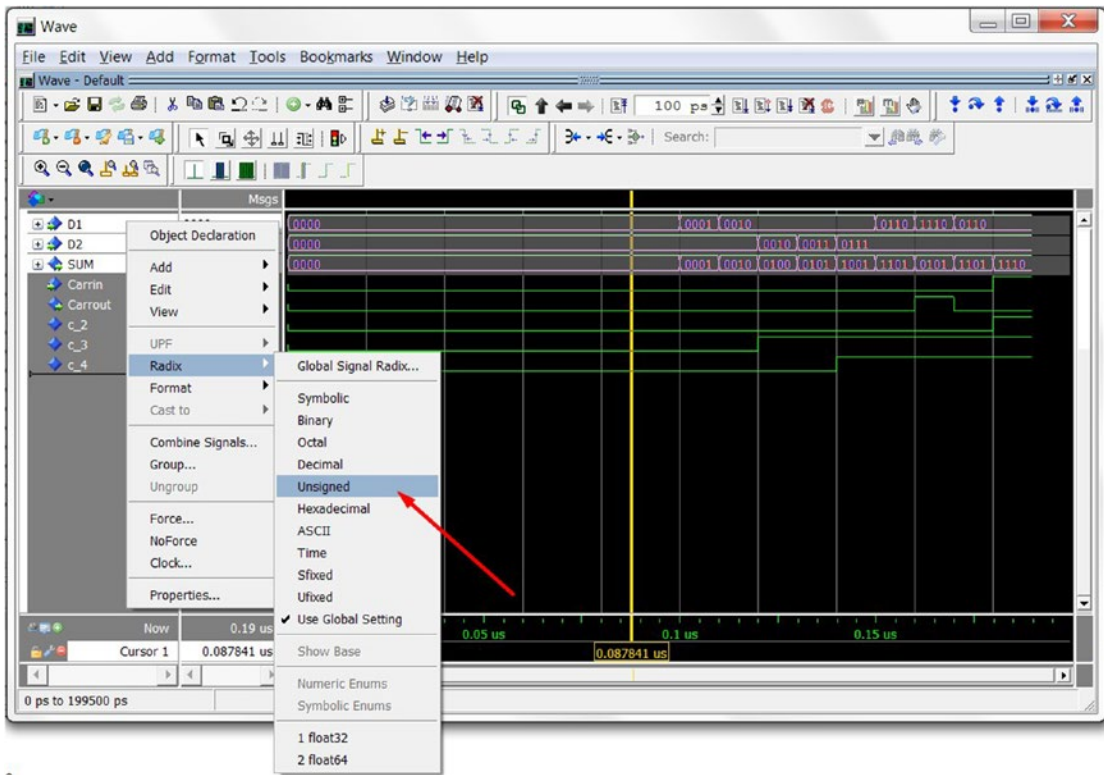 Wave
File Edit View Add Format Tools Bookmarks Window Help
Wave - Default
100 ps
Search:
Msgs
D1
0000 0001 0010 0110 1110 0110
D2
0000 0010 0011 0111
SUM
0000 0001 0010 0100 0101 1001 1101 0101 1101 1110
Carrin
Carrout
c_2
c_3
c_4
Object Declaration
Add
Edit
View
UPF
Radix
Format
Cast to
Combine Signals...
Group...
Ungroup
Force...
NoForce
Clock...
Properties...
Global Signal Radix...
Symbolic
Binary
Octal
Decimal
Unsigned
Hexadecimal
ASCII
Time
Sfixed
Ufixed
Use Global Setting
Show Base
Numeric Enums
Symbolic Enums
1 float32
2 float64
Now 0.19 us
0.05 us 0.1 us 0.15 us
Cursor 1 0.087841 us 0.087841 us
0 ps to 199500 ps